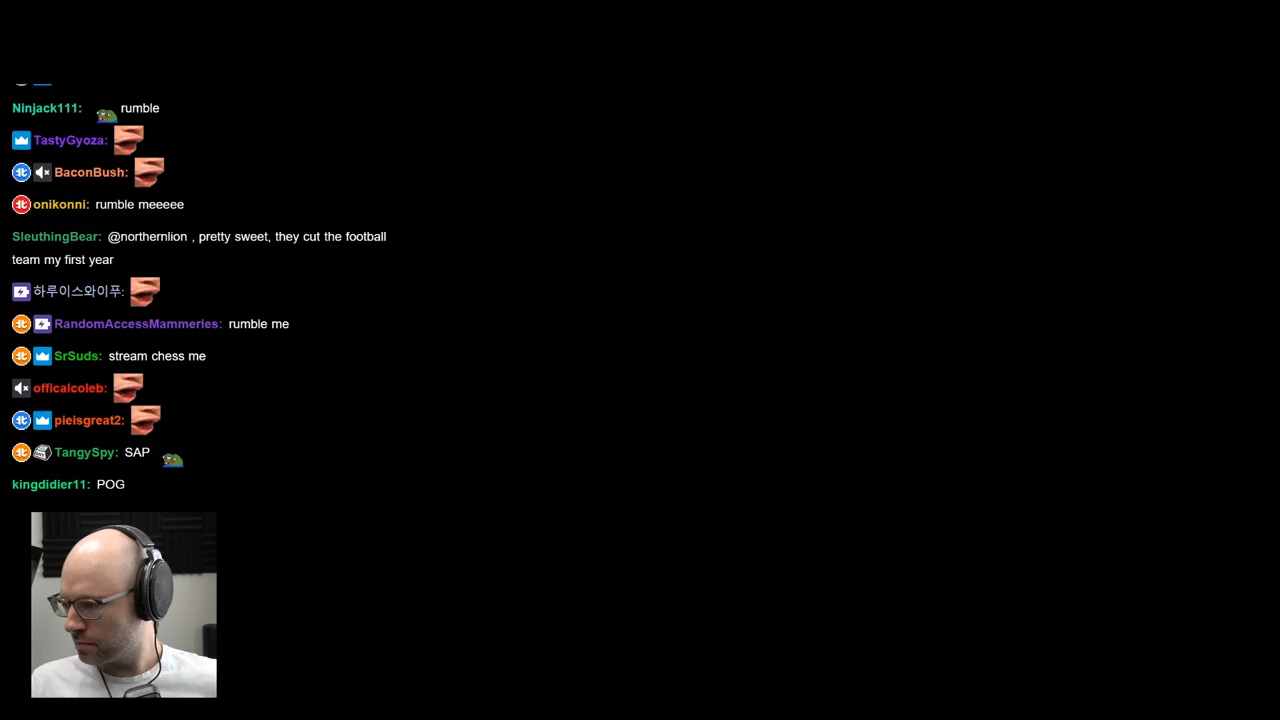 Ninjack111: rumble
TastyGyoza:
BaconBush:
onikonni: rumble meeeee
SleuthingBear: @northernlion , pretty sweet, they cut the football
team my first year
하루이스와이푸:
RandomAccessMammeries: rumble me
SrSuds: stream chess me
officalcoleb:
pieisgreat2:
TangySpy: SAP
kingdidier11: POG